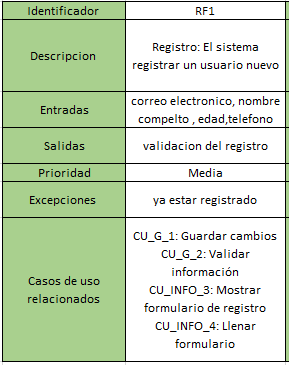 Identificador RF1
Descripcion Registro: El sistema
registrar un usuario nuevo
Entradas correo electronico, nombre
compelto , edad,telefono
Salidas validacion del registro
Prioridad Media
Excepciones ya estar registrado
Casos de uso
relacionados
CU_G_1: Guardar cambios
CU_G_2: Validar
información
CU_INFO_3: Mostrar
formulario de registro
CU_INFO_4: Llenar
formulario